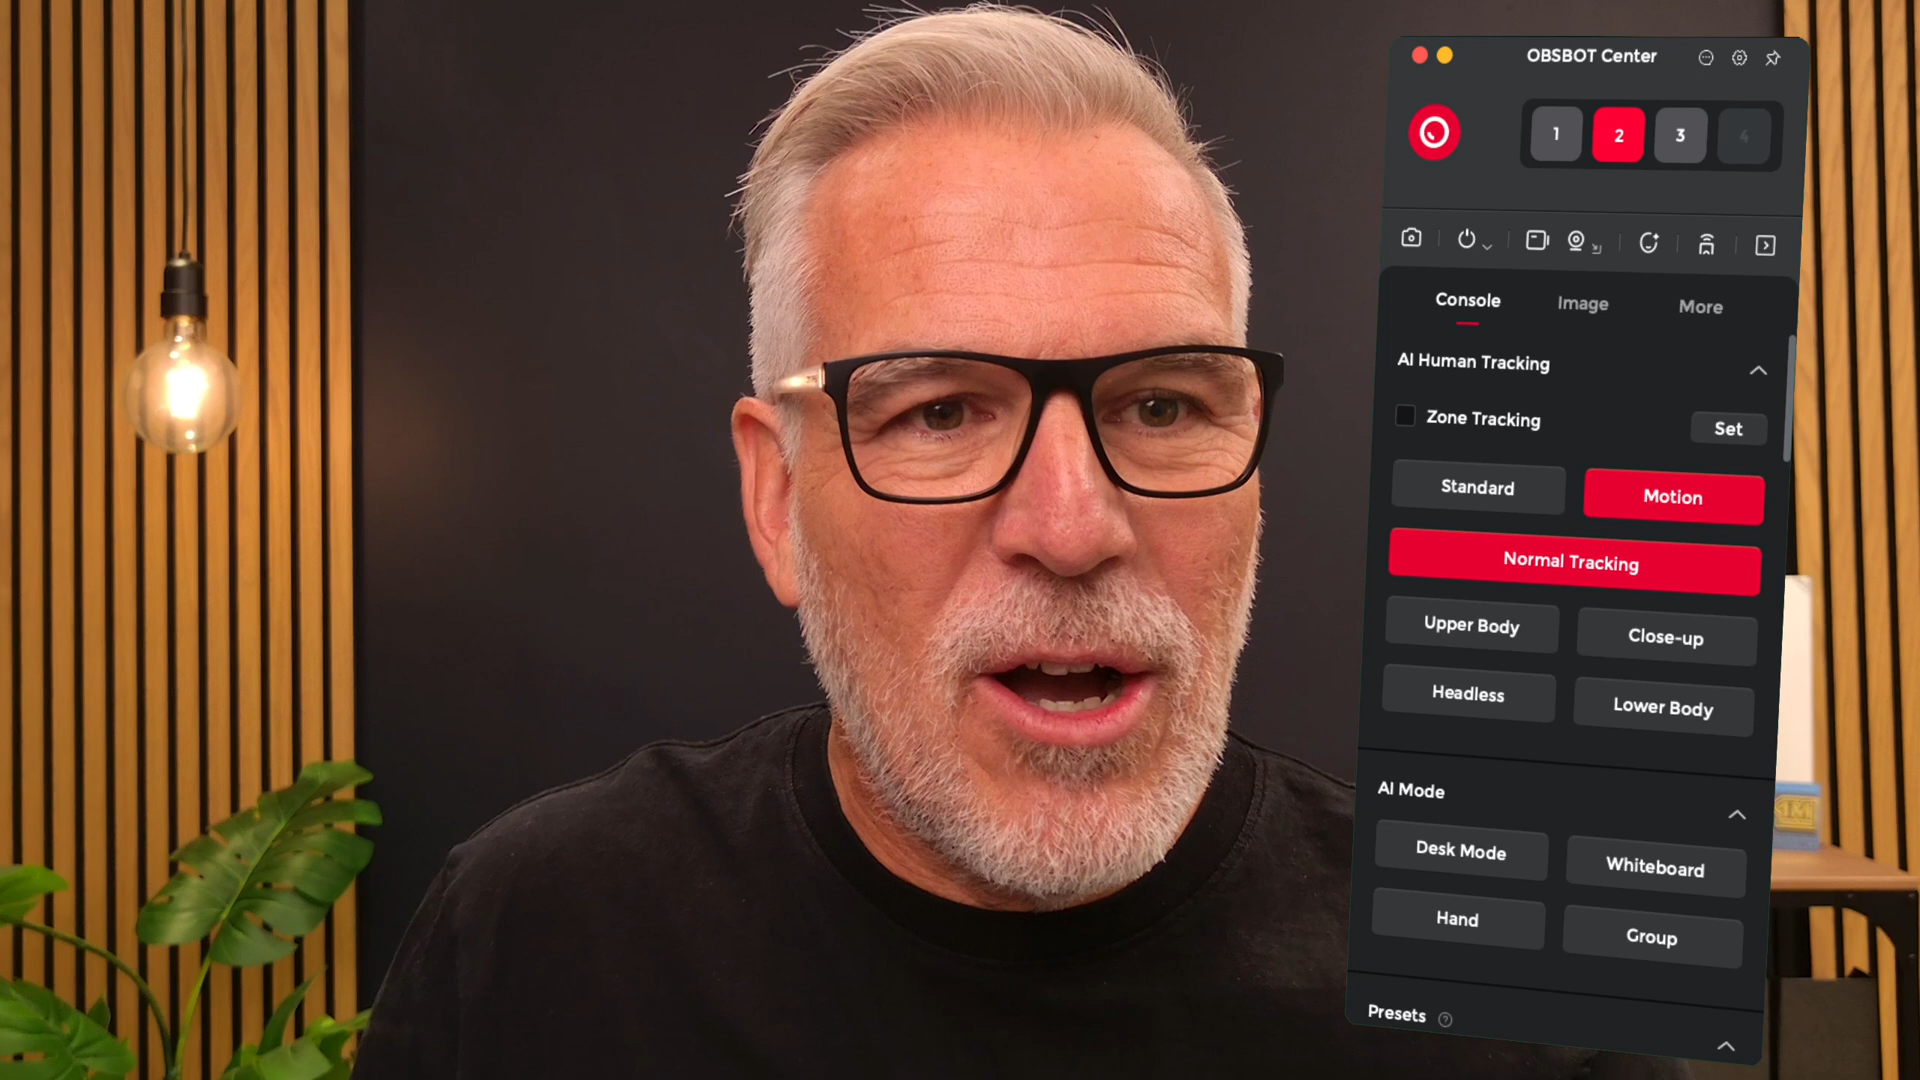 OBSBOT Center
1 2 3 4
Console Image More
AI Human Tracking
Zone Tracking Set
Standard Motion
Normal Tracking
Upper Body Close-up
Headless Lower Body
AI Mode
Desk Mode Whiteboard
Hand Group
Presets ?